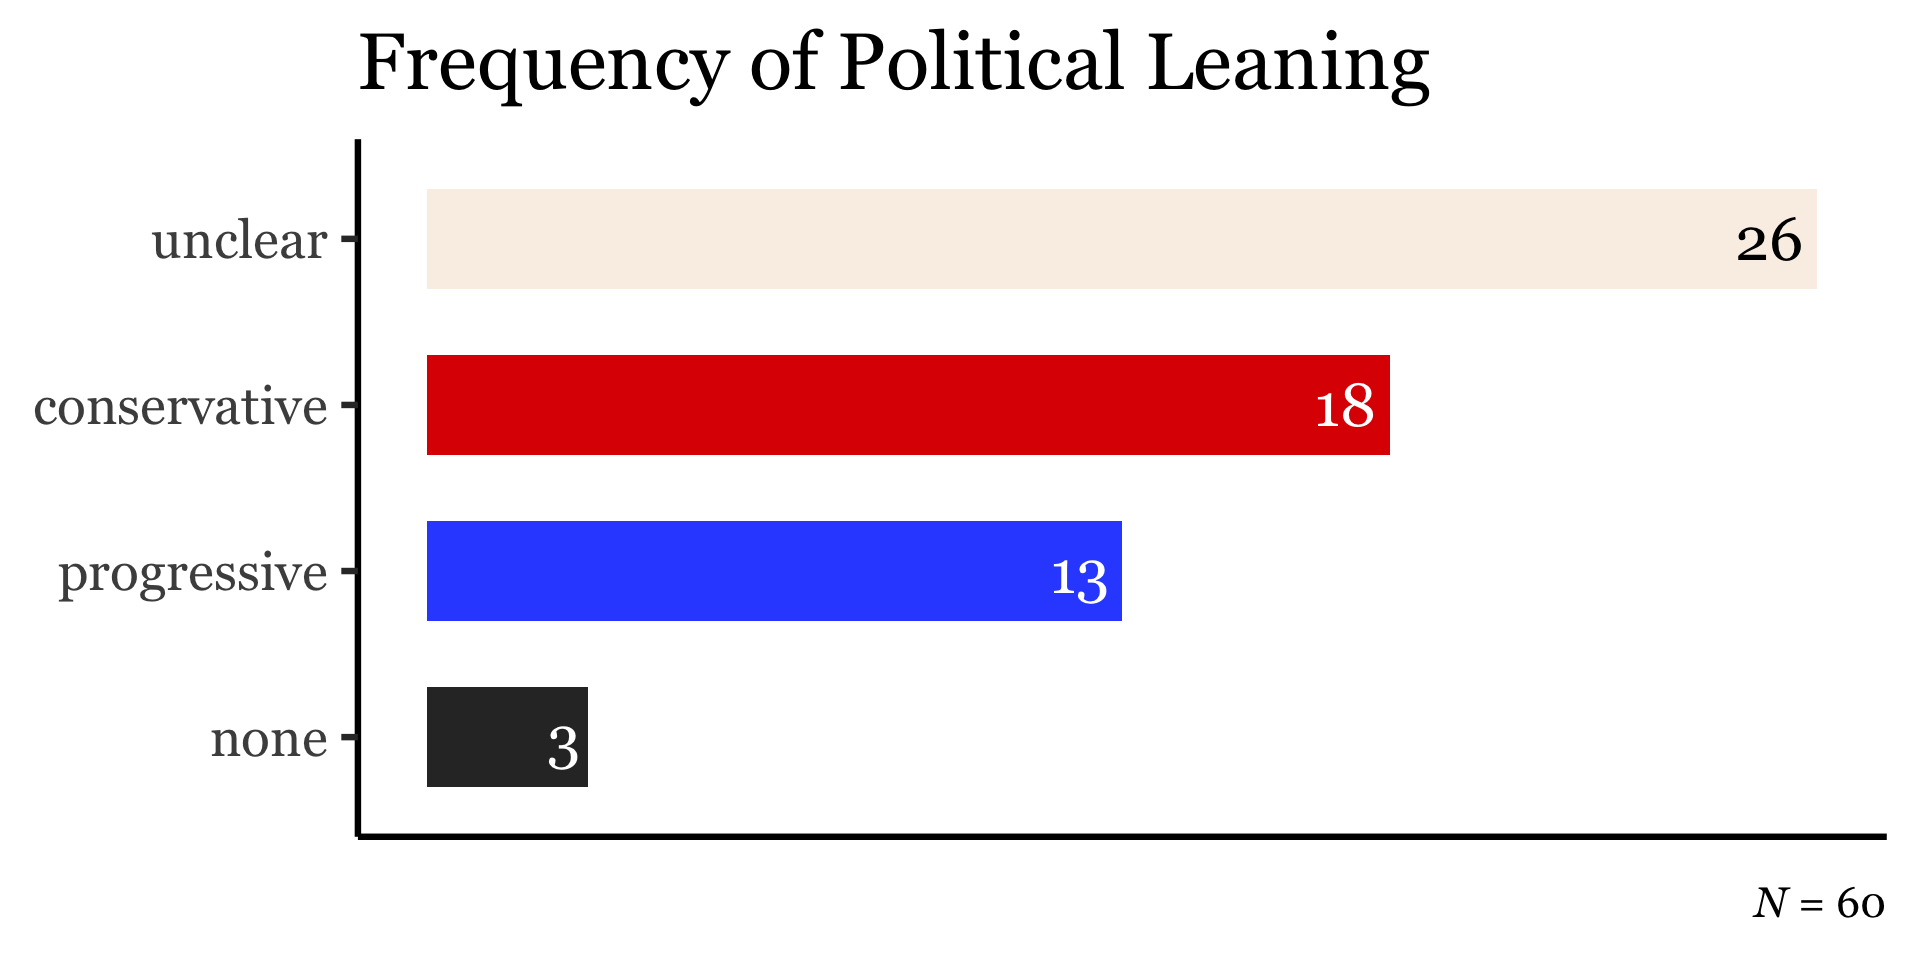 Frequency of Political Leaning
unclear
26
conservative
18
progressive
13
none
3
N = 60